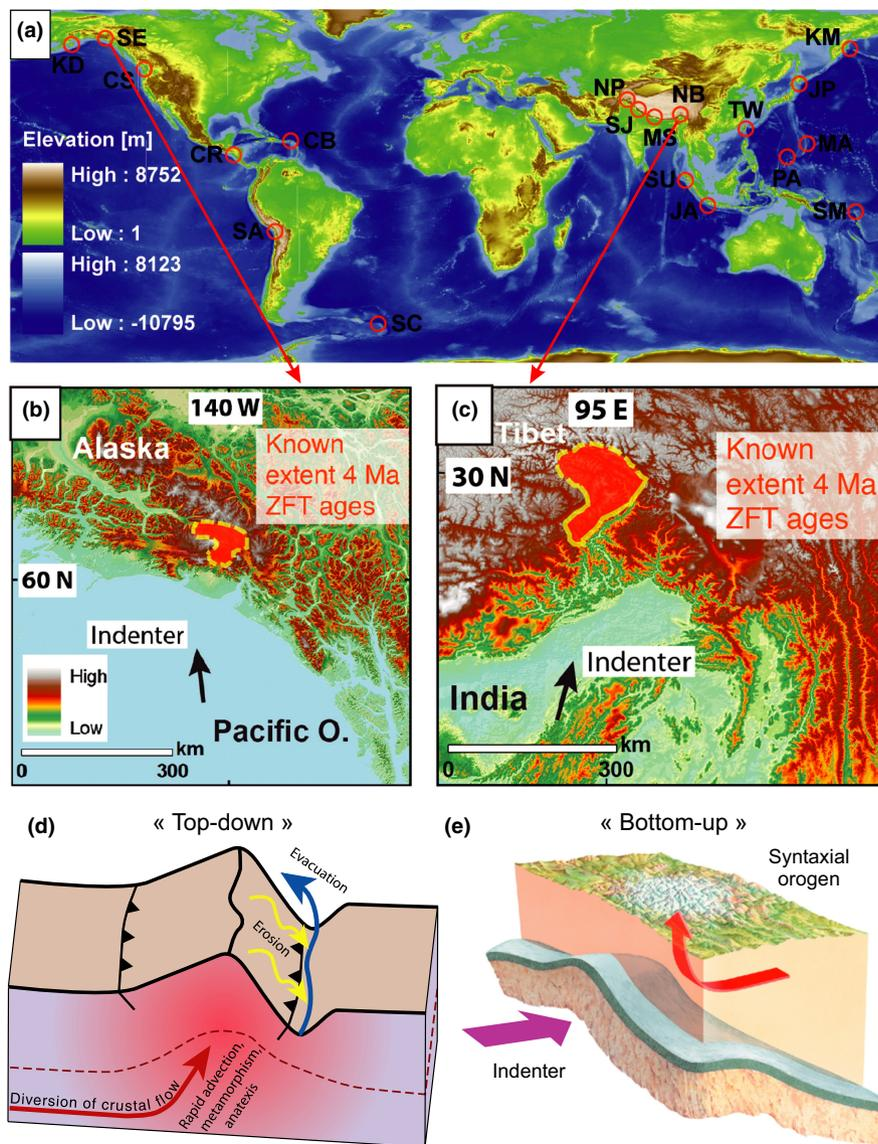 (a)
SE
KD
CS
CR
CB
SA
SC
KM
JP
NP
NB
SJ
MS
TW
MA
PA
SU
JA
SM
Elevation [m]
High : 8752
Low : 1
High : 8123
Low : -10795
(b)
140 W
Alaska
Known
extent 4 Ma
ZFT ages
60 N
Indenter
High
Low
Pacific O.
km
0 300
(c)
95 E
Tibet
30 N
Known
extent 4 Ma
ZFT ages
Indenter
India
km
0 300
(d)
« Top-down »
Evacuation
Erosion
Diversion of crustal flow
Rapid advection,
metamorphism,
anatexis
(e)
« Bottom-up »
Syntaxial
orogen
Indenter